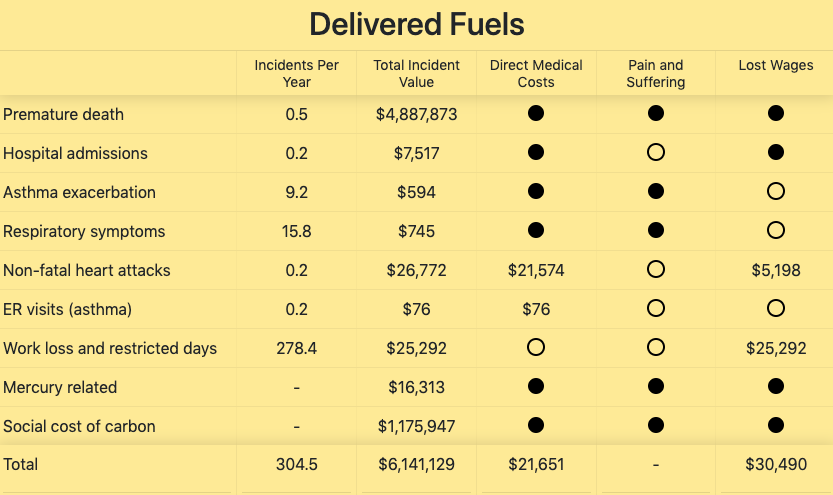 Delivered Fuels
Incidents Per Year Total Incident Value Direct Medical Costs Pain and Suffering Lost Wages
Premature death 0.5 $4,887,873 ● ● ●
Hospital admissions 0.2 $7,517 ● ○ ●
Asthma exacerbation 9.2 $594 ● ● ○
Respiratory symptoms 15.8 $745 ● ● ○
Non-fatal heart attacks 0.2 $26,772 $21,574 ○ $5,198
ER visits (asthma) 0.2 $76 $76 ○ ○
Work loss and restricted days 278.4 $25,292 ○ ○ $25,292
Mercury related - $16,313 ● ● ●
Social cost of carbon - $1,175,947 ● ● ●
Total 304.5 $6,141,129 $21,651 - $30,490